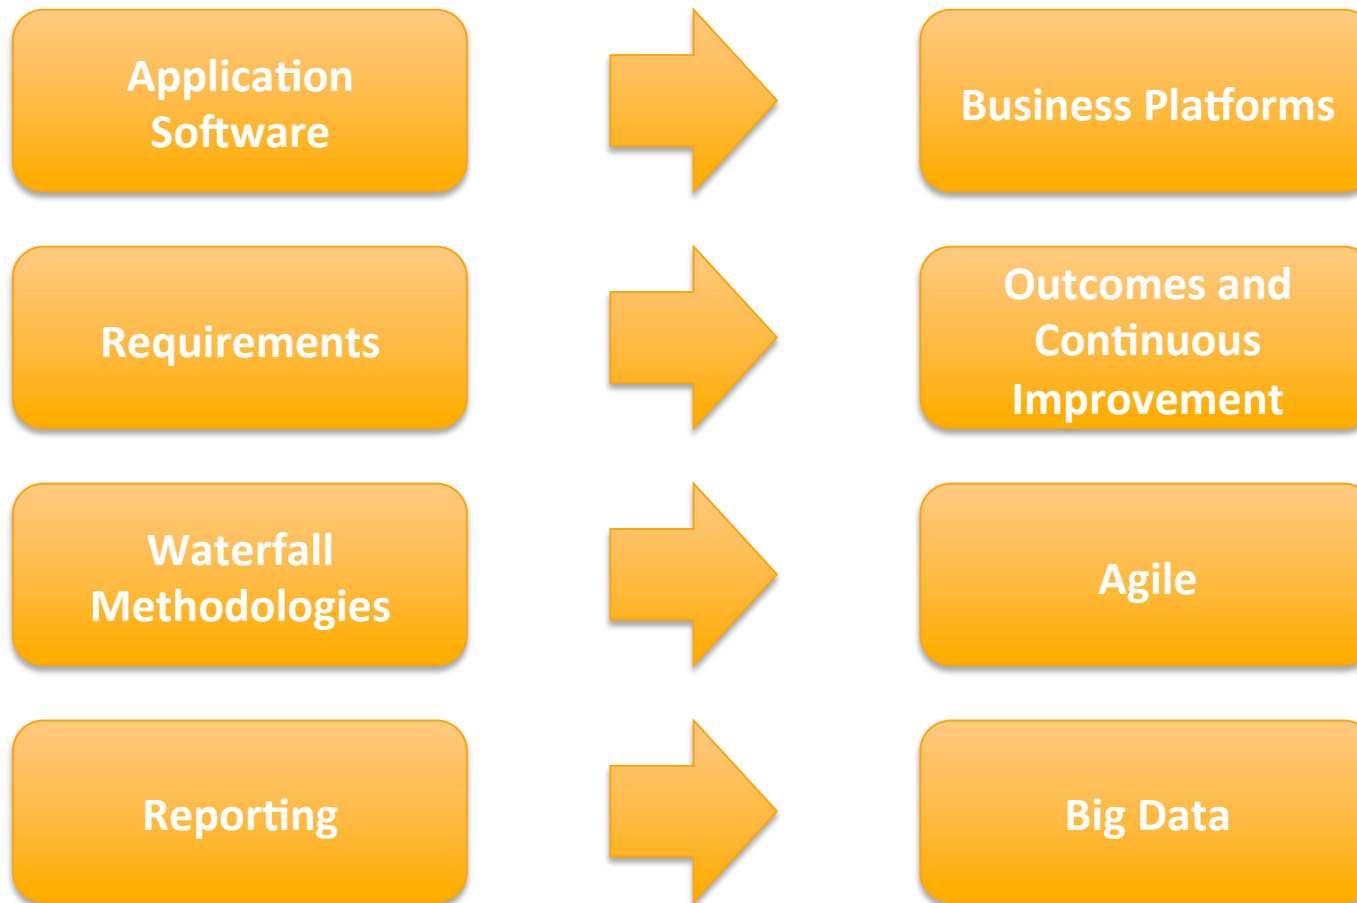 Application
Software
Business Platforms
Requirements
Outcomes and
Continuous
Improvement
Waterfall
Methodologies
Agile
Reporting
Big Data